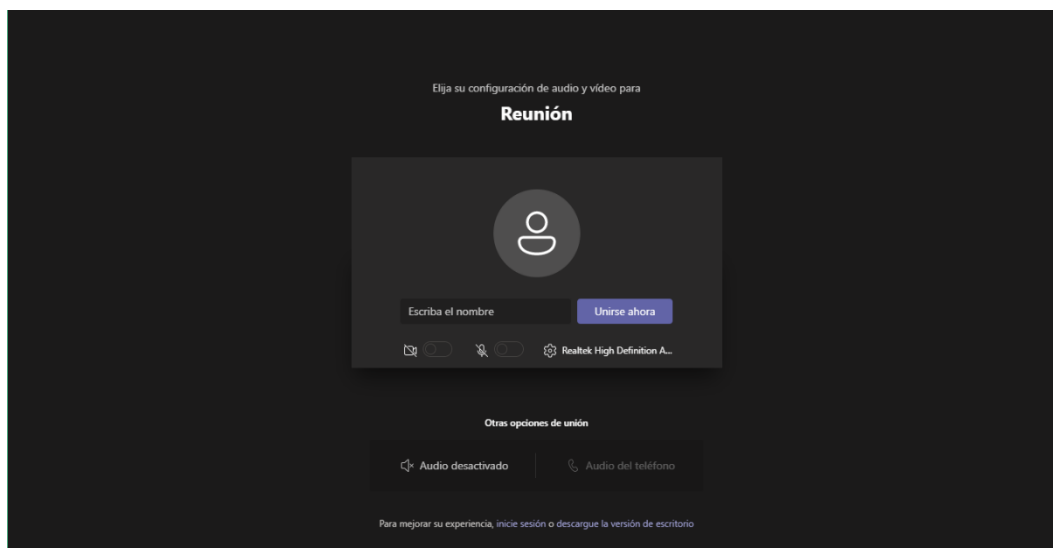 Elija su configuración de audio y vídeo para
Reunión
Escriba el nombre
Unirse ahora
Realtek High Definition A...
Otras opciones de unión
Audio desactivado
Audio del teléfono
Para mejorar su experiencia, inicie sesión o descargue la versión de escritorio